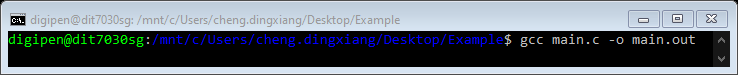 digipen@dit7030sg: /mnt/c/Users/cheng.dingxiang/Desktop/Example
digipen@dit7030sg:/mnt/c/Users/cheng.dingxiang/Desktop/Example$ gcc main.c -o main.out